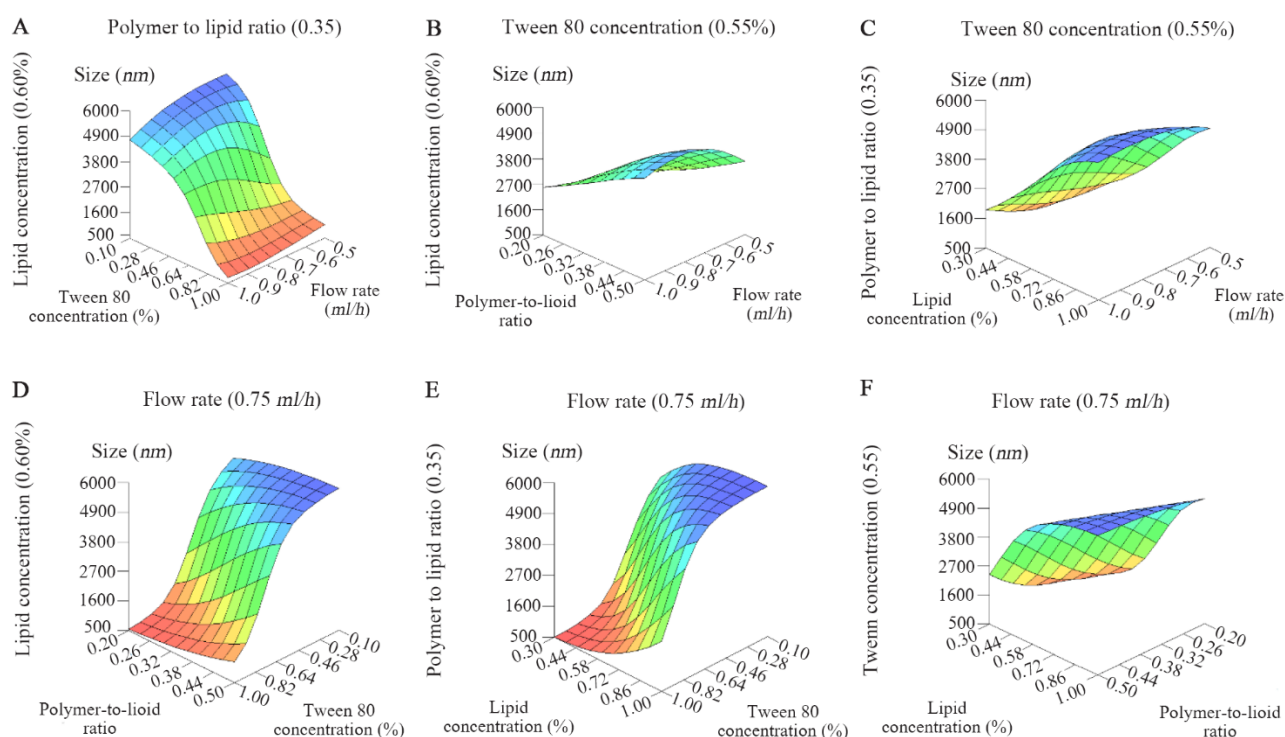 A
Polymer to lipid ratio (0.35)
Lipid concentration (0.60%)
Size (nm)
6000
4900
3800
2700
1600
500
0.10
0.28
0.46
0.64
0.82
1.00
Tween 80
concentration (%)
1.0
0.9
0.8
0.7
0.6
0.5
Flow rate
(ml/h)
B
Tween 80 concentration (0.55%)
Lipid concentration (0.60%)
Size (nm)
6000
4900
3800
2700
1600
500
0.20
0.26
0.32
0.38
0.44
0.50
Polymer-to-lioid
ratio
1.0
0.9
0.8
0.7
0.6
0.5
Flow rate
(ml/h)
C
Tween 80 concentration (0.55%)
Polymer to lipid ratio (0.35)
Size (nm)
6000
4900
3800
2700
1600
500
0.30
0.44
0.58
0.72
0.86
1.00
Lipid
concentration (%)
1.0
0.9
0.8
0.7
0.6
0.5
Flow rate
(ml/h)
D
Flow rate (0.75 ml/h)
Lipid concentration (0.60%)
Size (nm)
6000
4900
3800
2700
1600
500
0.20
0.26
0.32
0.38
0.44
0.50
Polymer-to-lioid
ratio
1.00
0.82
0.64
0.46
0.28
0.10
Tween 80
concentration (%)
E
Flow rate (0.75 ml/h)
Polymer to lipid ratio (0.35)
Size (nm)
6000
4900
3800
2700
1600
500
0.30
0.44
0.58
0.72
0.86
1.00
Lipid
concentration (%)
1.00
0.82
0.64
0.46
0.28
0.10
Tween 80
concentration (%)
F
Flow rate (0.75 ml/h)
Twenn concentration (0.55)
Size (nm)
6000
4900
3800
2700
1600
500
0.30
0.44
0.58
0.72
0.86
1.00
Lipid
concentration (%)
0.50
0.44
0.38
0.32
0.26
0.20
Polymer-to-lioid
ratio